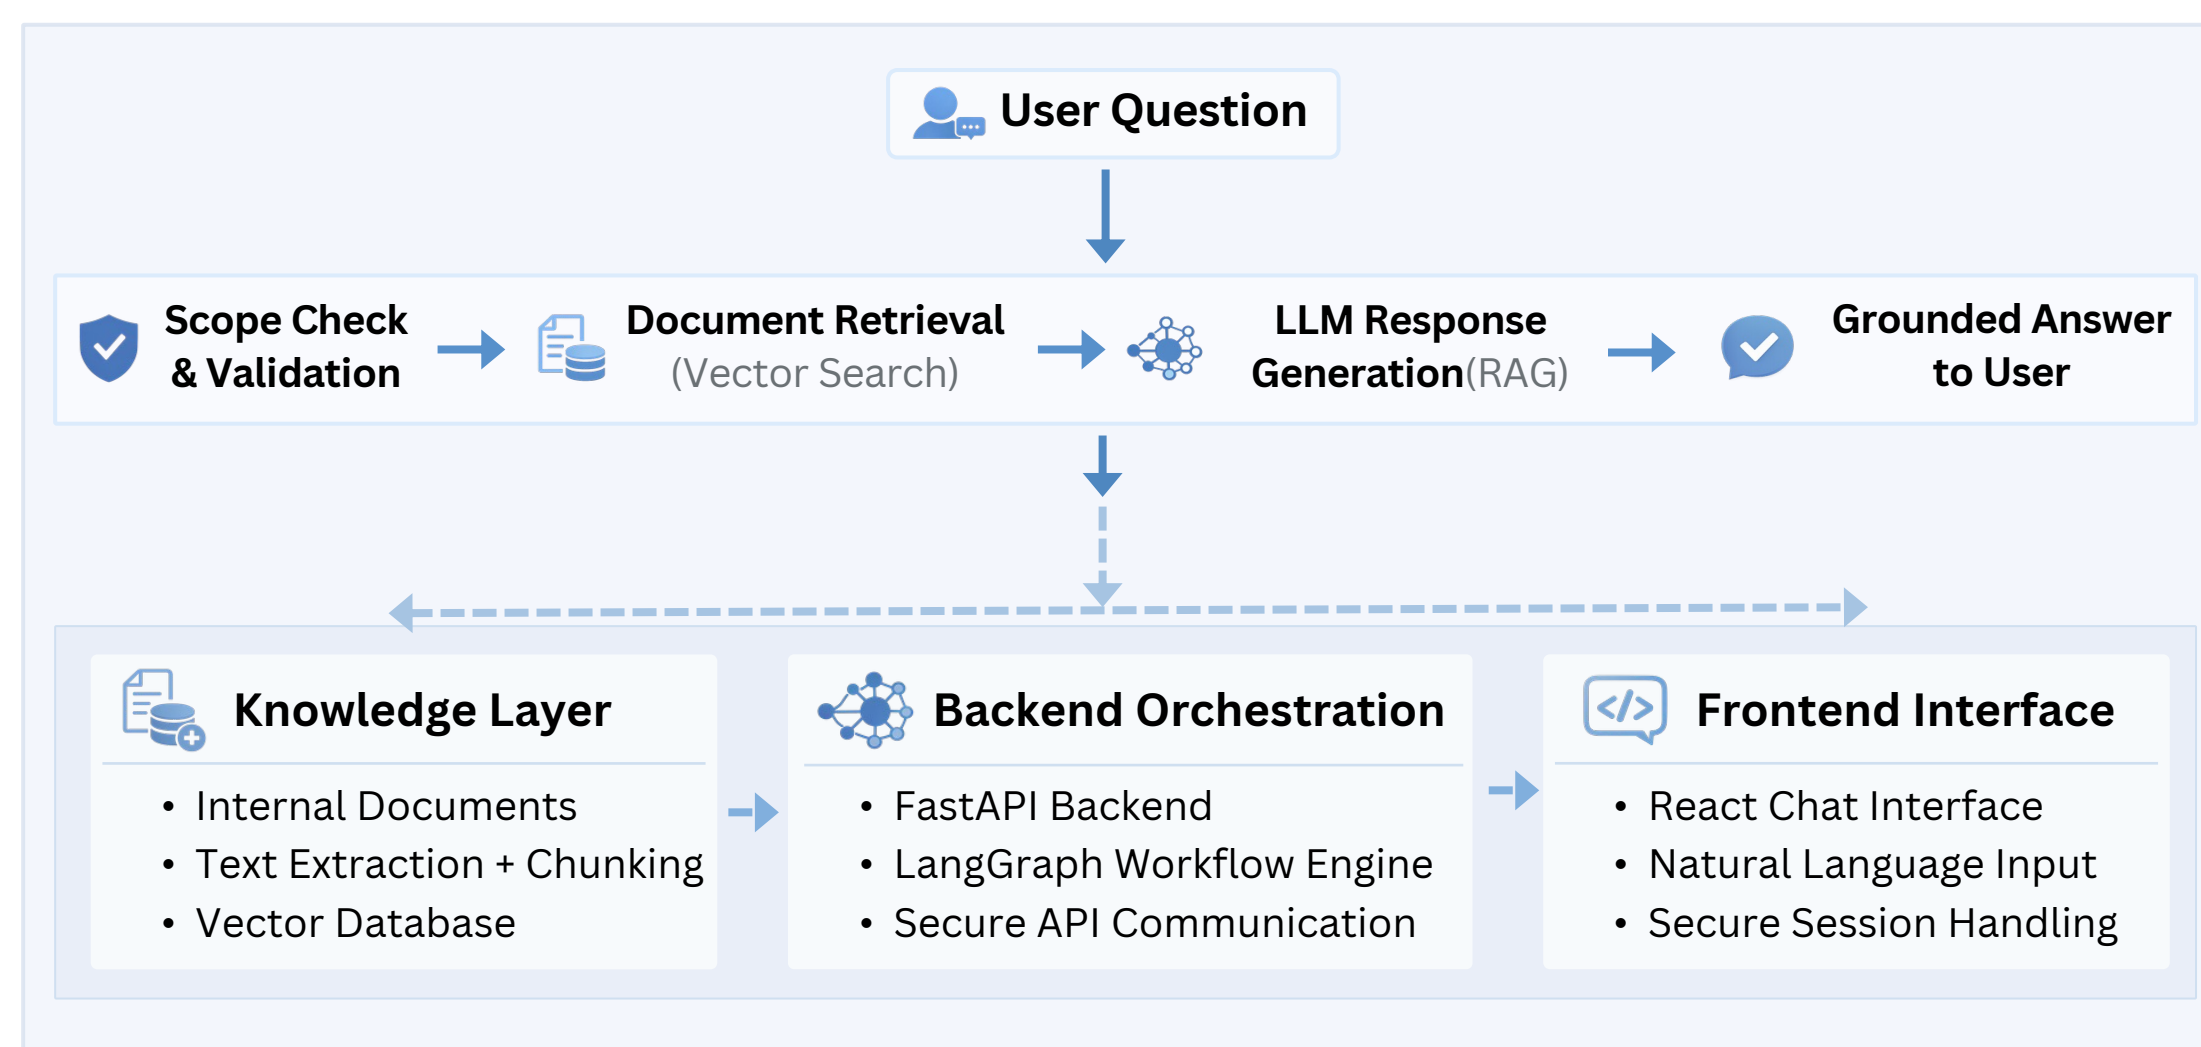 User Question
Scope Check
& Validation
Document Retrieval
(Vector Search)
LLM Response
Generation(RAG)
Grounded Answer
to User
Knowledge Layer
• Internal Documents
• Text Extraction + Chunking
• Vector Database
Backend Orchestration
• FastAPI Backend
• LangGraph Workflow Engine
• Secure API Communication
</> Frontend Interface
• React Chat Interface
• Natural Language Input
• Secure Session Handling